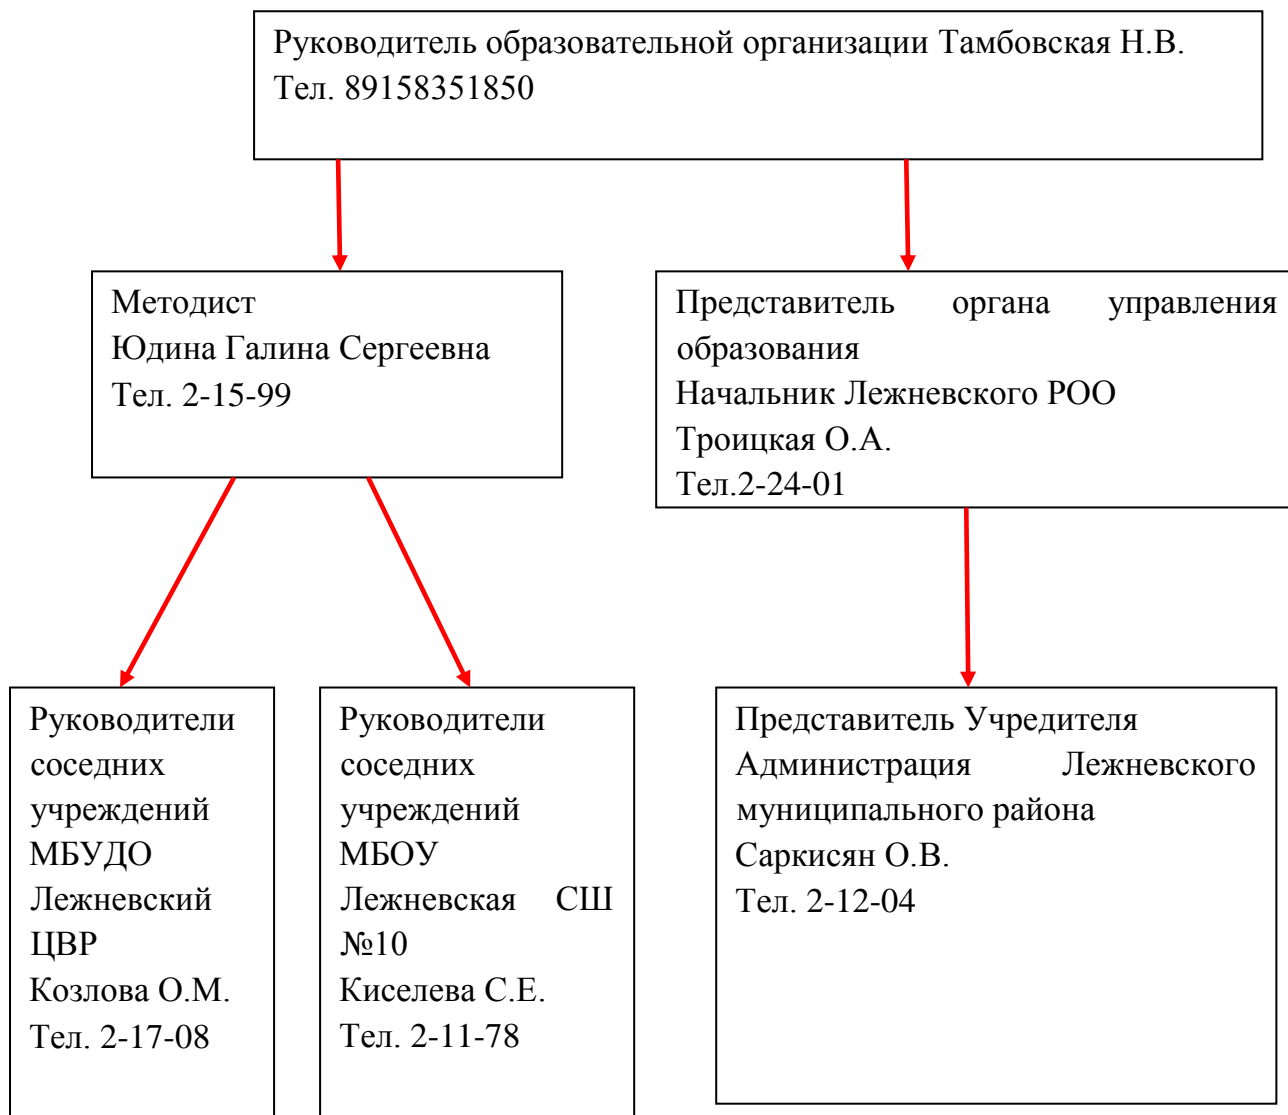 Руководитель образовательной организации Тамбовская Н.В.
Тел. 89158351850
Методист
Юдина Галина Сергеевна
Тел. 2-15-99
Представитель органа управления
образования
Начальник Лежневского РОО
Троицкая О.А.
Тел.2-24-01
Руководители
соседних
учреждений
МБУДО
Лежневский
ЦВР
Козлова О.М.
Тел. 2-17-08
Руководители
соседних
учреждений
МБОУ
Лежневская СШ
№10
Киселева С.Е.
Тел. 2-11-78
Представитель Учредителя
Администрация Лежневского
муниципального района
Саркисян О.В.
Тел. 2-12-04